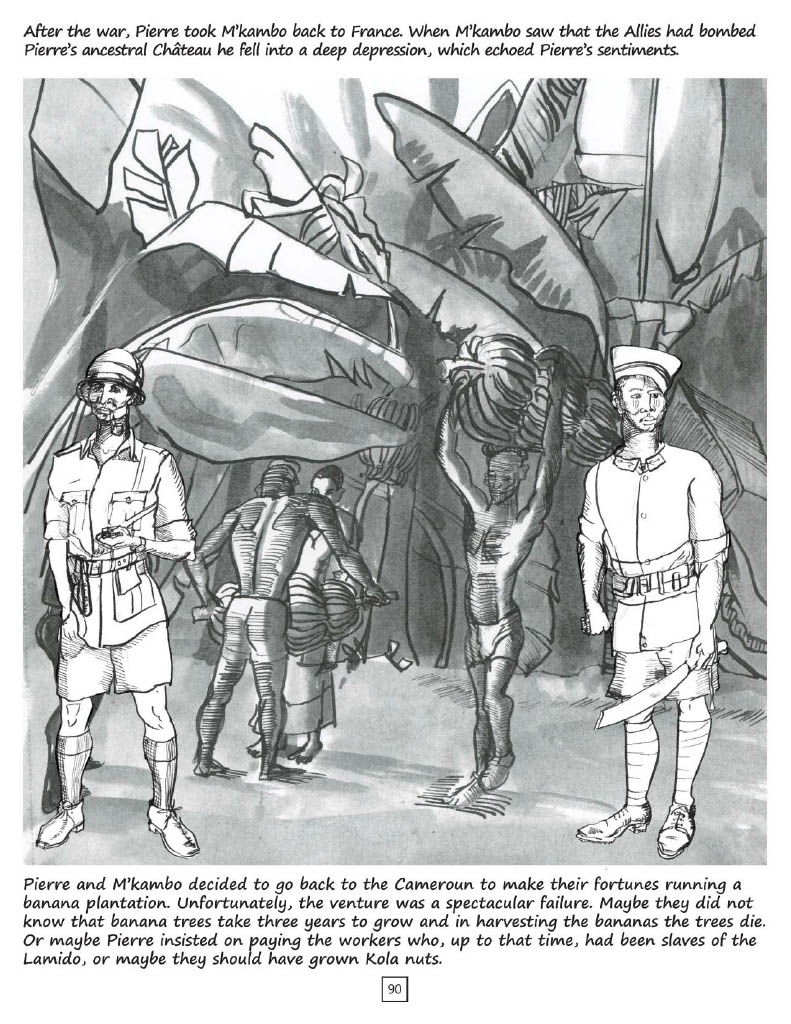 After the war, Pierre took M'kambo back to France. When M'kambo saw that the Allies had bombed
Pierre's ancestral Château he fell into a deep depression, which echoed Pierre's sentiments.
Pierre and M'kambo decided to go back to the Cameroun to make their fortunes running a
banana plantation. Unfortunately, the venture was a spectacular failure. Maybe they did not
know that banana trees take three years to grow and in harvesting the bananas the trees die.
Or maybe Pierre insisted on paying the workers who, up to that time, had been slaves of the
Lamido, or maybe they should have grown Kola nuts.
90